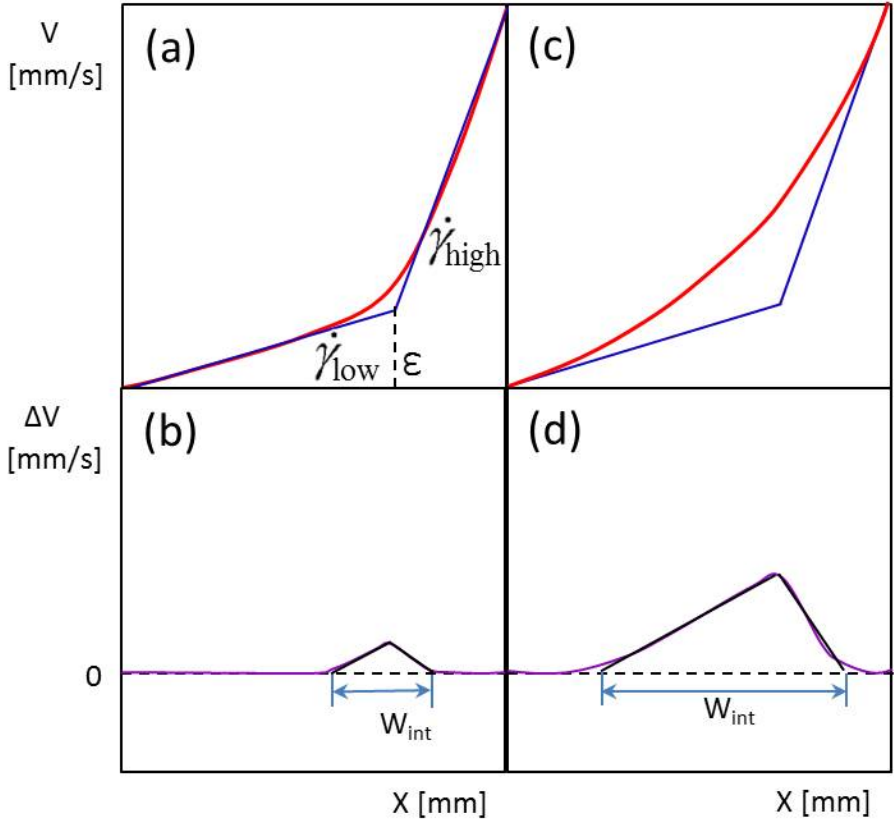 V
[mm/s]
(a)
(c)
γ̇high
γ̇low
ε
ΔV
[mm/s]
(b)
(d)
0
Wint
Wint
X [mm]
X [mm]